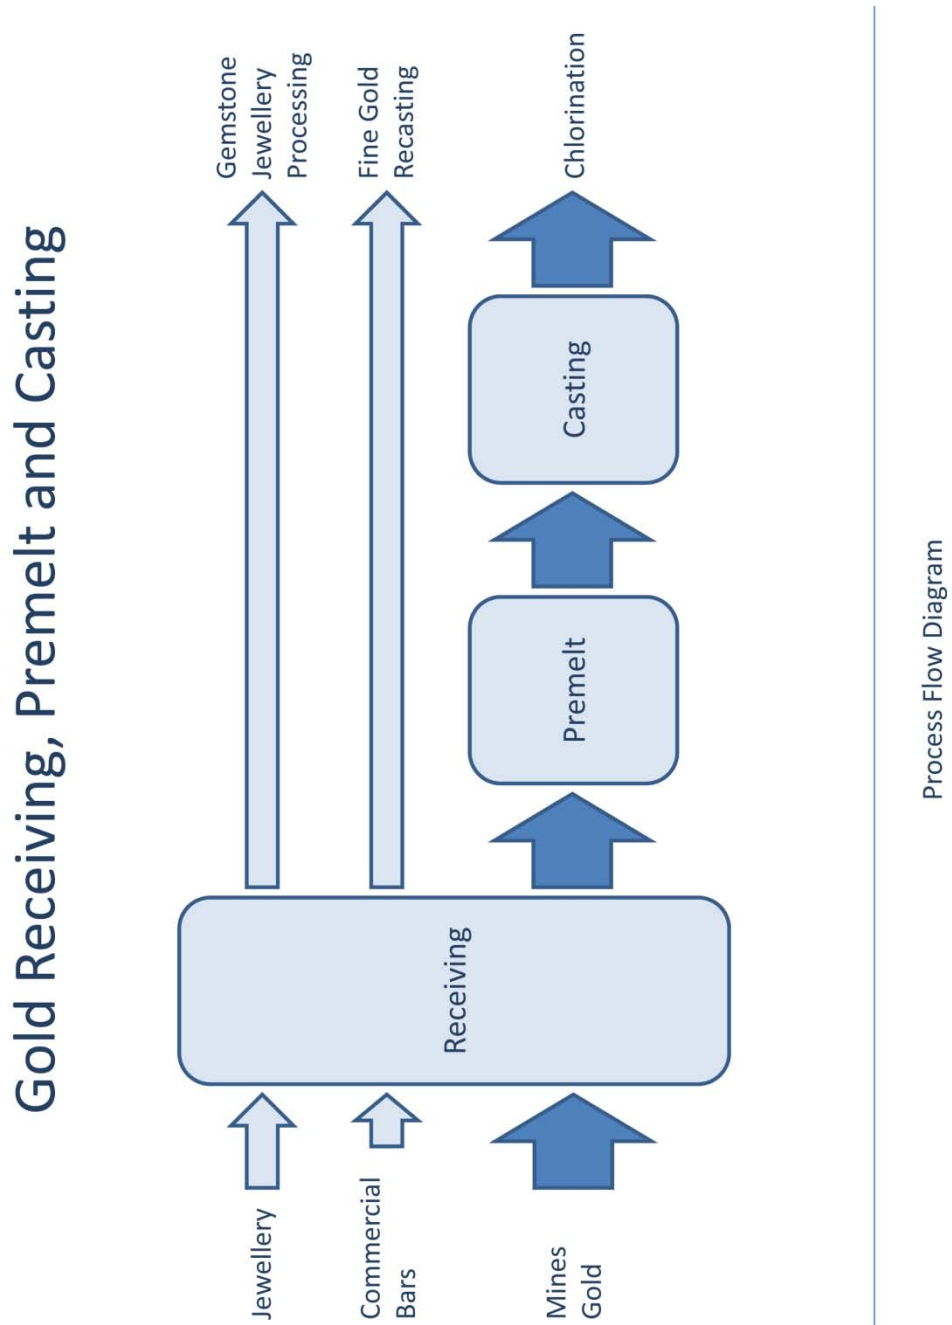 Gold Receiving, Premelt and Casting
Jewellery
Commercial
Bars
Mines
Gold
Receiving
Premelt
Casting
Gemstone
Jewellery
Processing
Fine Gold
Recasting
Chlorination
Process Flow Diagram